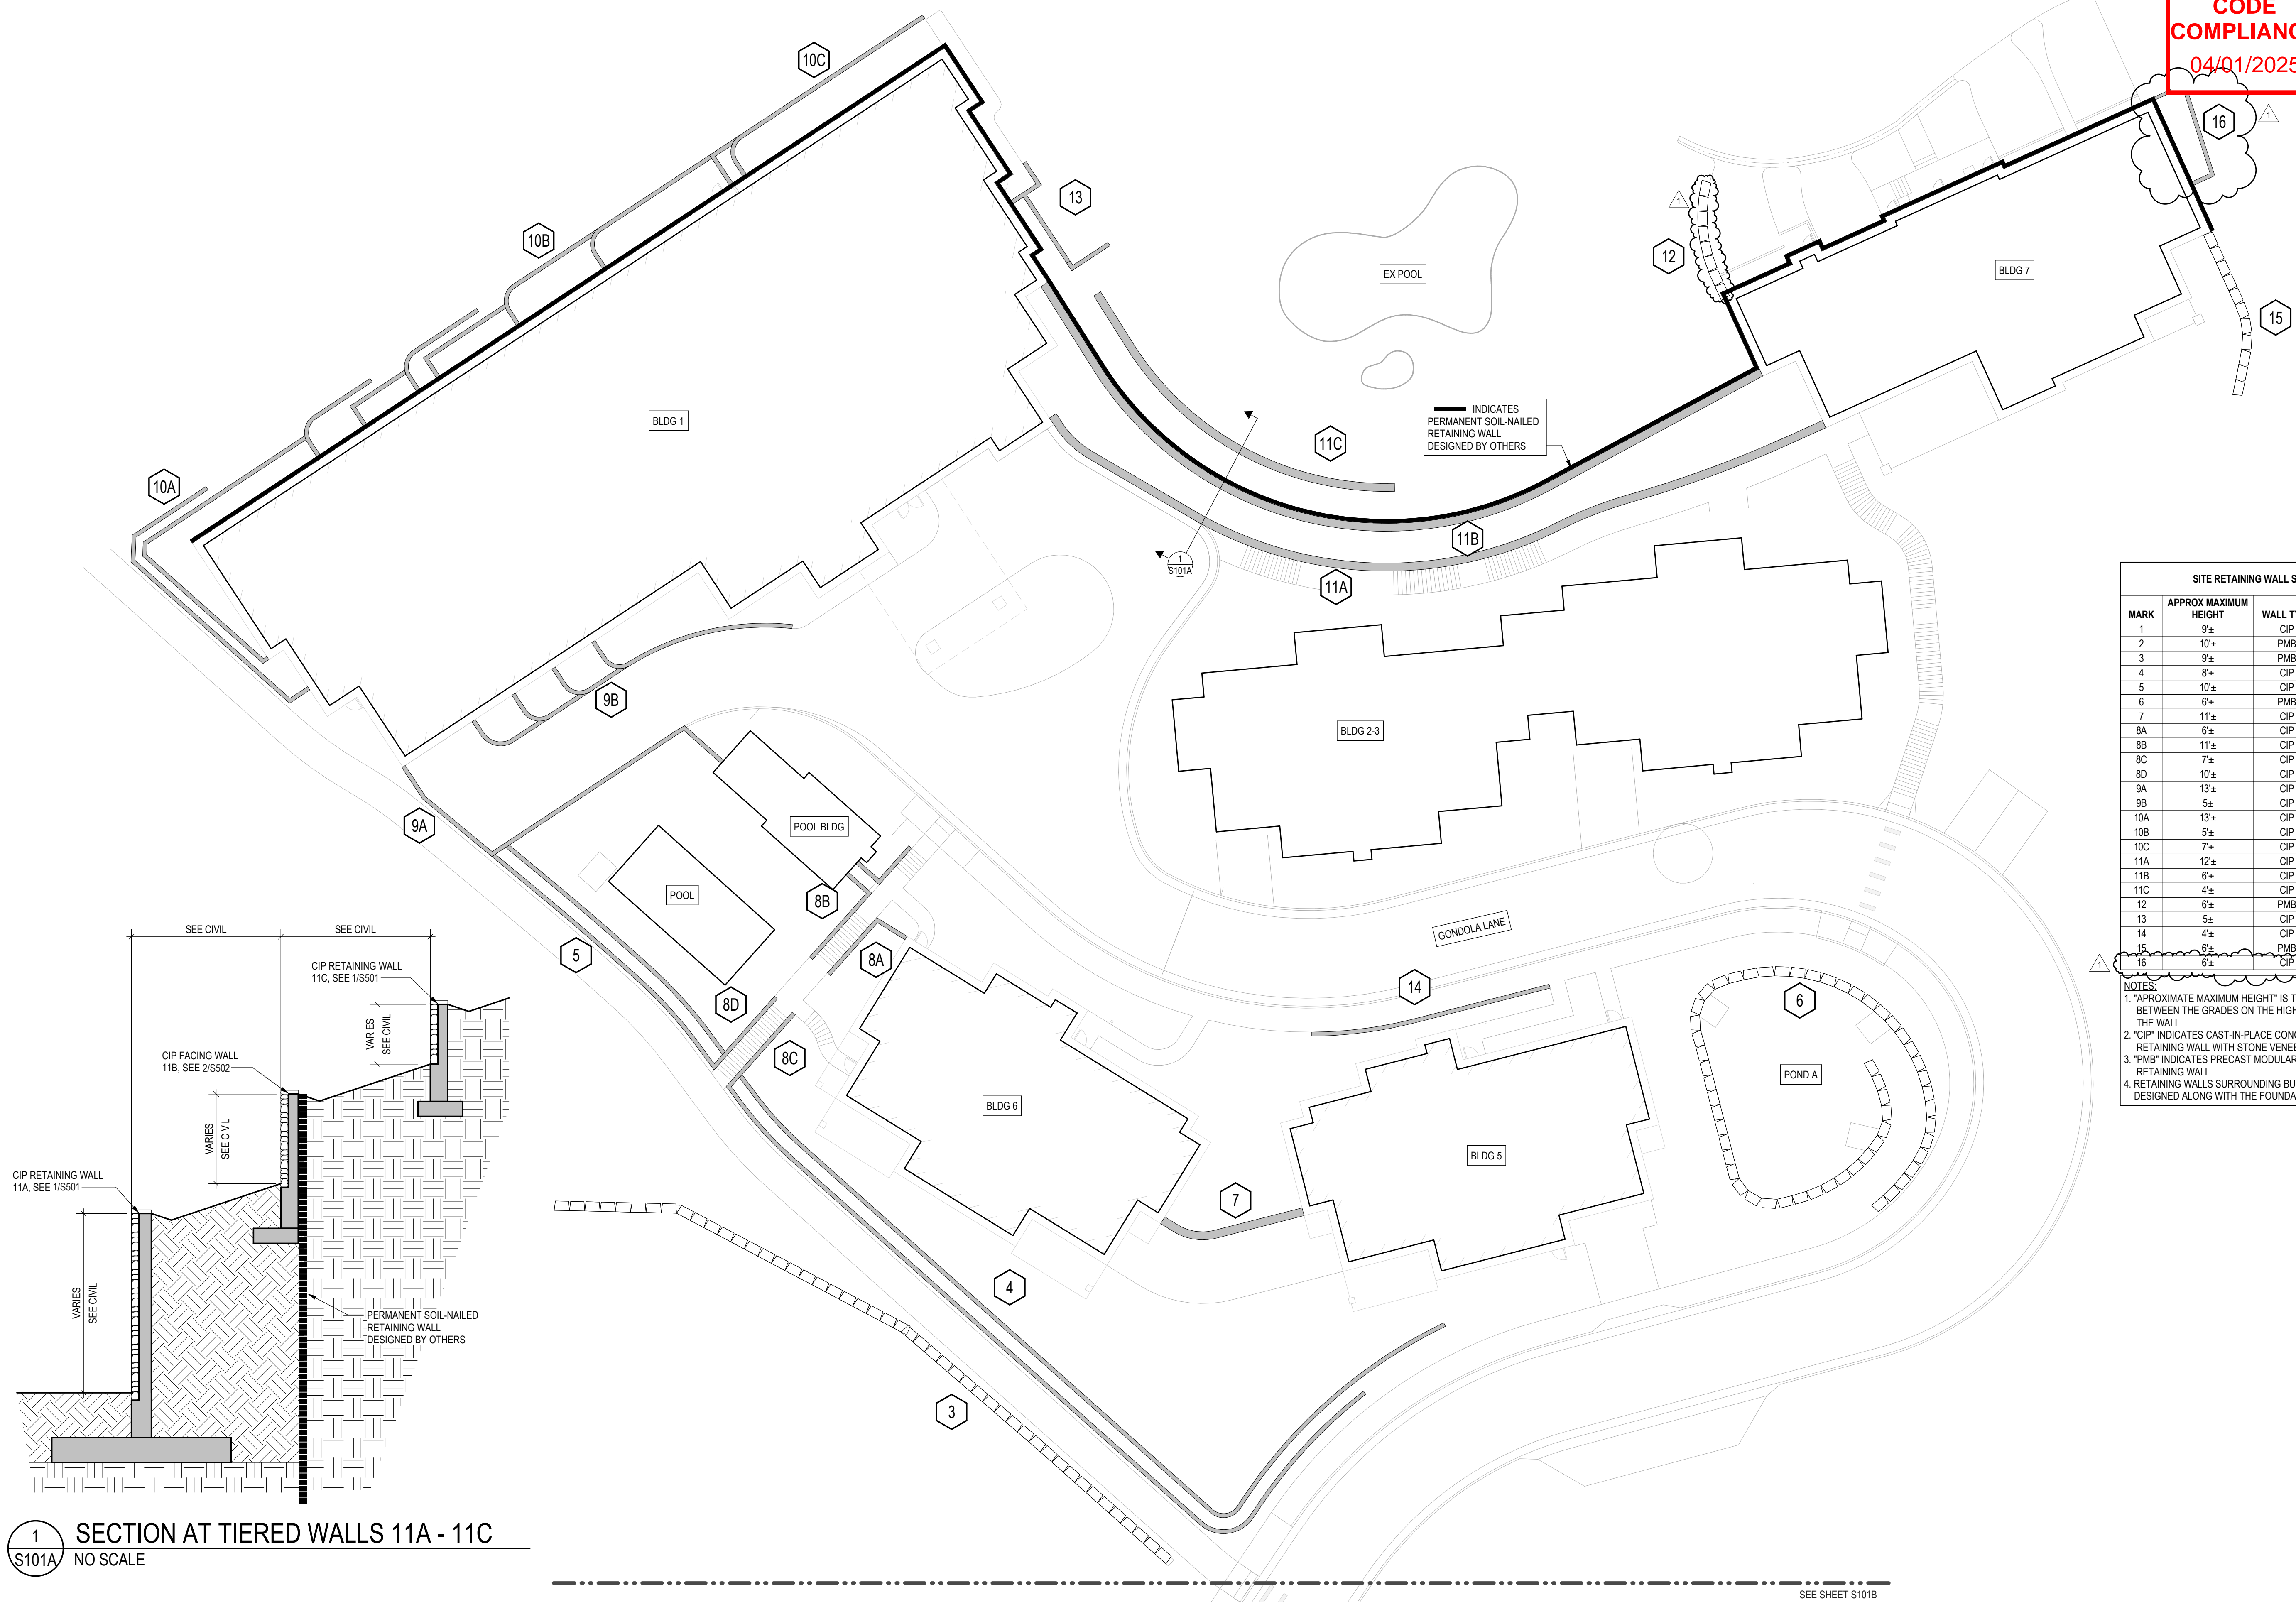 CODE
COMPLIANC
04/01/2025
10C
16
1
13
1
10B
12
EX POOL
BLDG 7
15
BLDG 1
INDICATES
PERMANENT SOIL-NAILED
RETAINING WALL
DESIGNED BY OTHERS
11C
10A
11B
1
S101A
11A
9B
BLDG 2-3
9A
POOL BLDG
POOL
8B
GONDOLA LANE
5
8A
14
8D
6
8C
POND A
BLDG 6
BLDG 5
7
4
3
SITE RETAINING WALL S
MARK
APPROX MAXIMUM
HEIGHT
WALL TY
1 9'± CIP
2 10'± PMB
3 9'± PMB
4 8'± CIP
5 10'± CIP
6 6'± PMB
7 11'± CIP
8A 6'± CIP
8B 11'± CIP
8C 7'± CIP
8D 10'± CIP
9A 13'± CIP
9B 5± CIP
10A 13'± CIP
10B 5'± CIP
10C 7'± CIP
11A 12'± CIP
11B 6'± CIP
11C 4'± CIP
12 6'± PMB
13 5± CIP
14 4'± CIP
15 6'± PMB
1
16 6'± CIP
NOTES:
1. "APROXIMATE MAXIMUM HEIGHT" IS T
BETWEEN THE GRADES ON THE HIGH
THE WALL
2. "CIP" INDICATES CAST-IN-PLACE CONC
RETAINING WALL WITH STONE VENEE
3. "PMB" INDICATES PRECAST MODULAR
RETAINING WALL
4. RETAINING WALLS SURROUNDING BU
DESIGNED ALONG WITH THE FOUNDA
SEE CIVIL
SEE CIVIL
CIP RETAINING WALL
11C, SEE 1/S501
VARIES
SEE CIVIL
CIP FACING WALL
11B, SEE 2/S502
VARIES
SEE CIVIL
CIP RETAINING WALL
11A, SEE 1/S501
VARIES
SEE CIVIL
PERMANENT SOIL-NAILED
RETAINING WALL
DESIGNED BY OTHERS
1
S101A
SECTION AT TIERED WALLS 11A - 11C
NO SCALE
SEE SHEET S101B